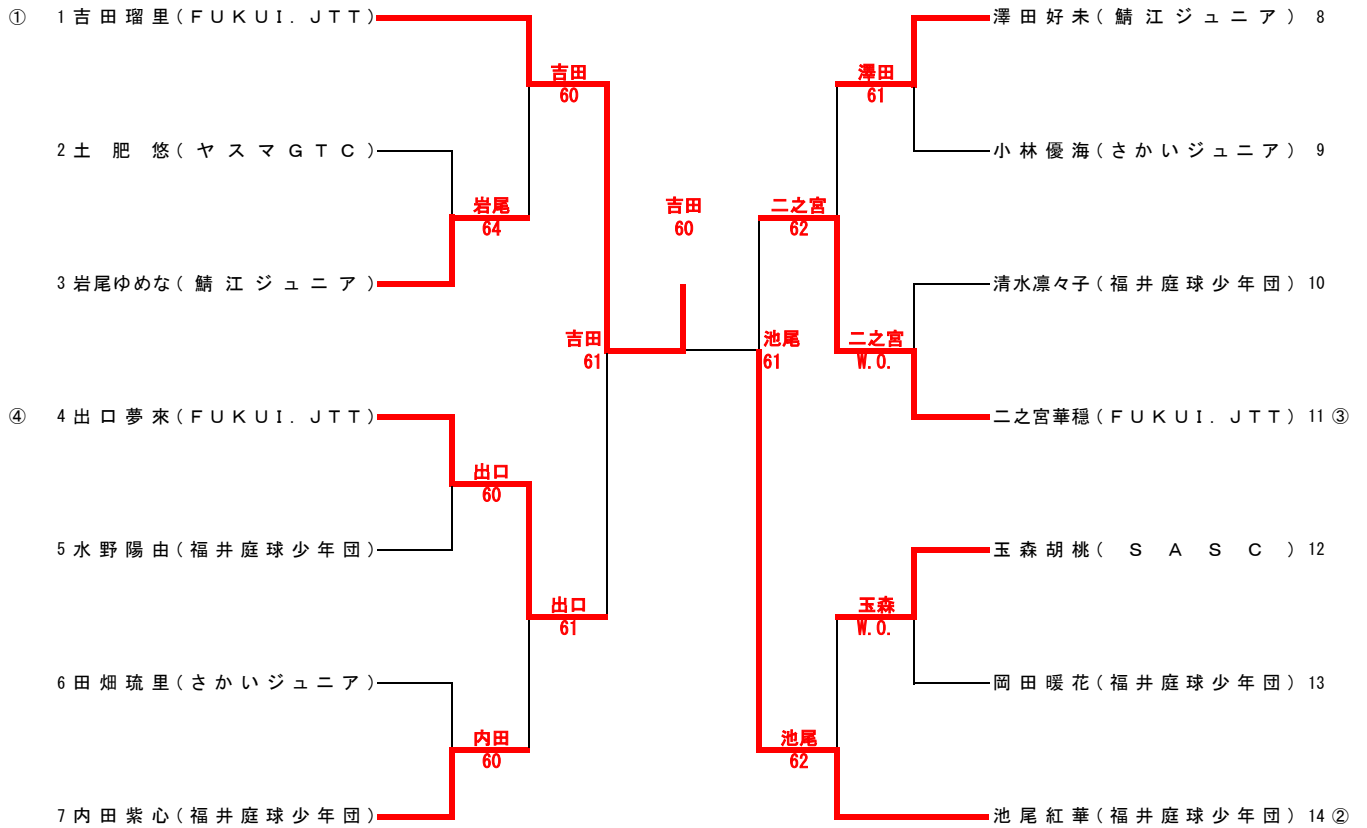 ① 1 吉田瑠里(FUKUI.JTT)
澤田好未(鯖江ジュニア) 8
吉田
60
澤田
61
2 土肥悠(ヤスマGTC)
小林優海(さかいジュニア) 9
岩尾
64
吉田
60
二之宮
62
3 岩尾ゆめな(鯖江ジュニア)
清水凛々子(福井庭球少年団) 10
吉田
61
池尾
61
二之宮
W.O.
④ 4 出口夢來(FUKUI.JTT)
二之宮華穏(FUKUI.JTT) 11 ③
出口
60
5 水野陽由(福井庭球少年団)
玉森胡桃(SASC) 12
出口
61
玉森
W.O.
6 田畑琉里(さかいジュニア)
岡田暖花(福井庭球少年団) 13
内田
60
池尾
62
7 内田紫心(福井庭球少年団)
池尾紅華(福井庭球少年団) 14 ②